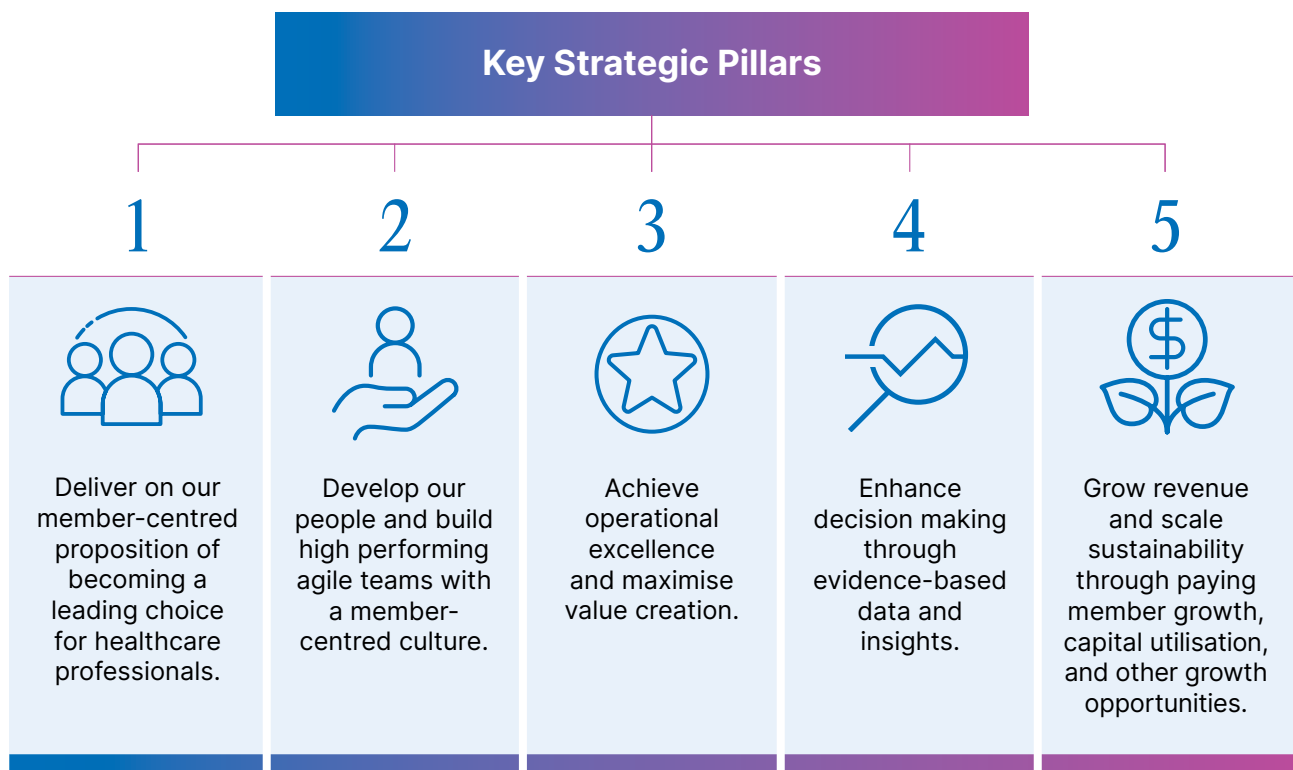 Key Strategic Pillars
1
2
3
4
5
Deliver on our
member-centred
proposition of
becoming a
leading choice
for healthcare
professionals.
Develop our
people and build
high performing
agile teams with
a member-
centred culture.
Achieve
operational
excellence
and maximise
value creation.
Enhance
decision making
through
evidence-based
data and
insights.
Grow revenue
and scale
sustainability
through paying
member growth,
capital utilisation,
and other growth
opportunities.